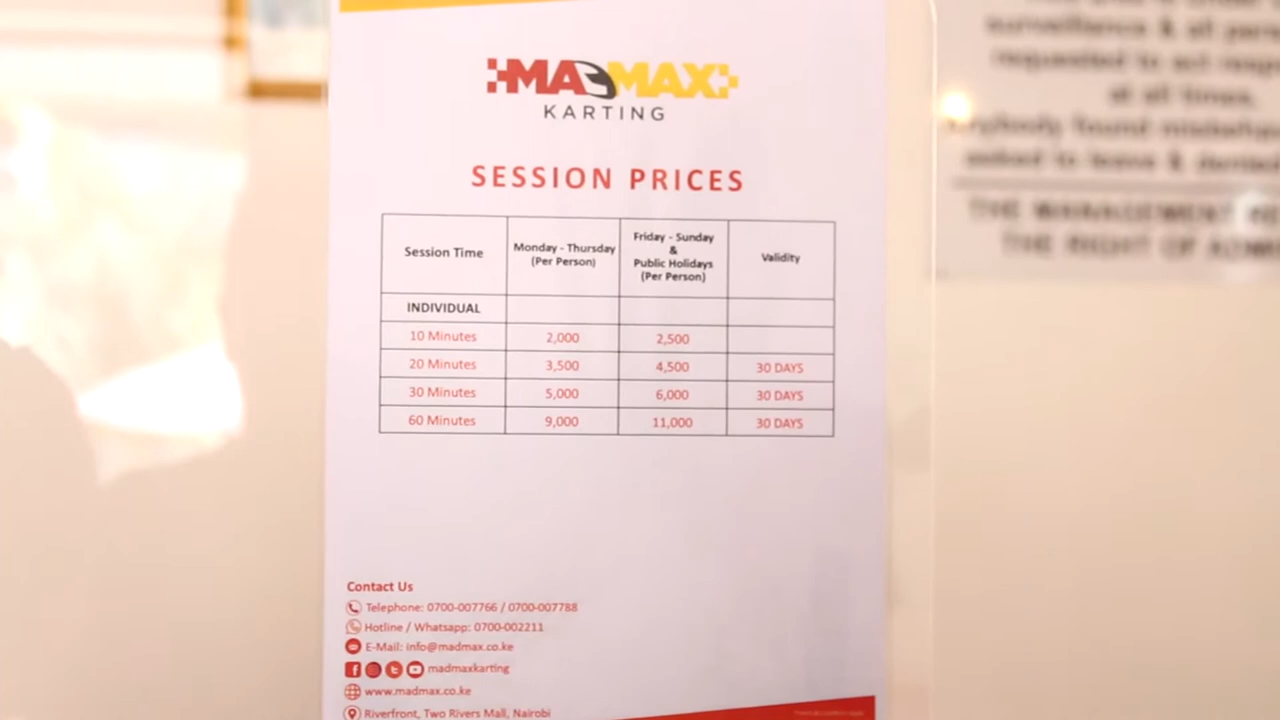 MADMAX
KARTING
SESSION PRICES
Session Time
Monday - Thursday
(Per Person)
Friday - Sunday
&
Public Holidays
(Per Person)
Validity
INDIVIDUAL
10 Minutes 2,000 2,500
20 Minutes 3,500 4,500 30 DAYS
30 Minutes 5,000 6,000 30 DAYS
60 Minutes 9,000 11,000 30 DAYS
Contact Us
Telephone: 0700-007766 / 0700-007788
Hotline / Whatsapp: 0700-002211
E-Mail: info@madmax.co.ke
madmaxkarting
www.madmax.co.ke
Riverfront, Two Rivers Mall, Nairobi
surveillance & all
requested to act
at all times.
found
asked to leave &
THE MANAGEMENT
THE RIGHT OF